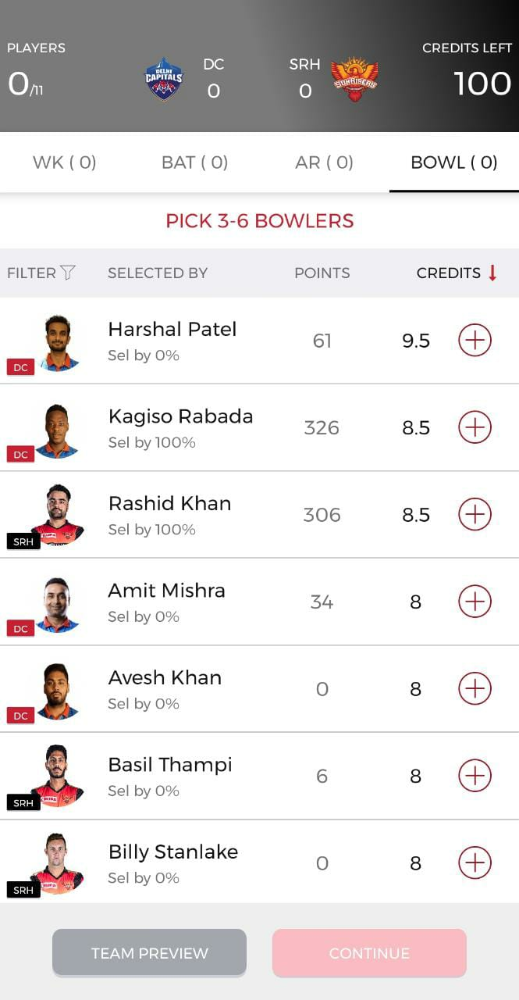 PLAYERS
0/11
DELHI
CAPITALS
DC
0
SRH
0
SUNRISERS
CREDITS LEFT
100
WK ( 0)
BAT ( 0)
AR ( 0)
BOWL ( 0)
PICK 3-6 BOWLERS
FILTER
SELECTED BY
POINTS
CREDITS
DC
Harshal Patel
Sel by 0%
61
9.5
DC
Kagiso Rabada
Sel by 100%
326
8.5
SRH
Rashid Khan
Sel by 100%
306
8.5
DC
Amit Mishra
Sel by 0%
34
8
DC
Avesh Khan
Sel by 0%
0
8
SRH
Basil Thampi
Sel by 0%
6
8
SRH
Billy Stanlake
Sel by 0%
0
8
TEAM PREVIEW
CONTINUE